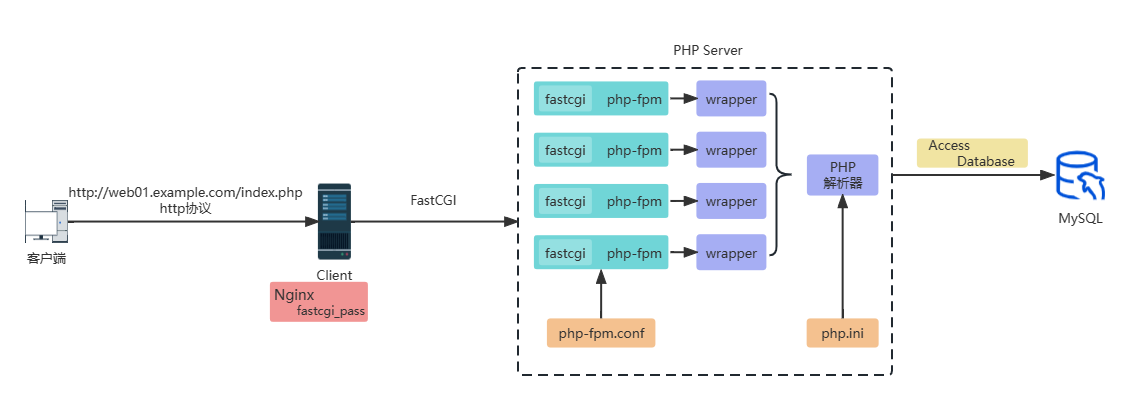 PHP Server
fastcgi php-fpm wrapper
fastcgi php-fpm wrapper
fastcgi php-fpm wrapper
fastcgi php-fpm wrapper
php-fpm.conf
PHP
解析器
php.ini
http://web01.example.com/index.php
http协议
客户端
FastCGI
Client
Nginx
fastcgi_pass
Access
Database
MySQL